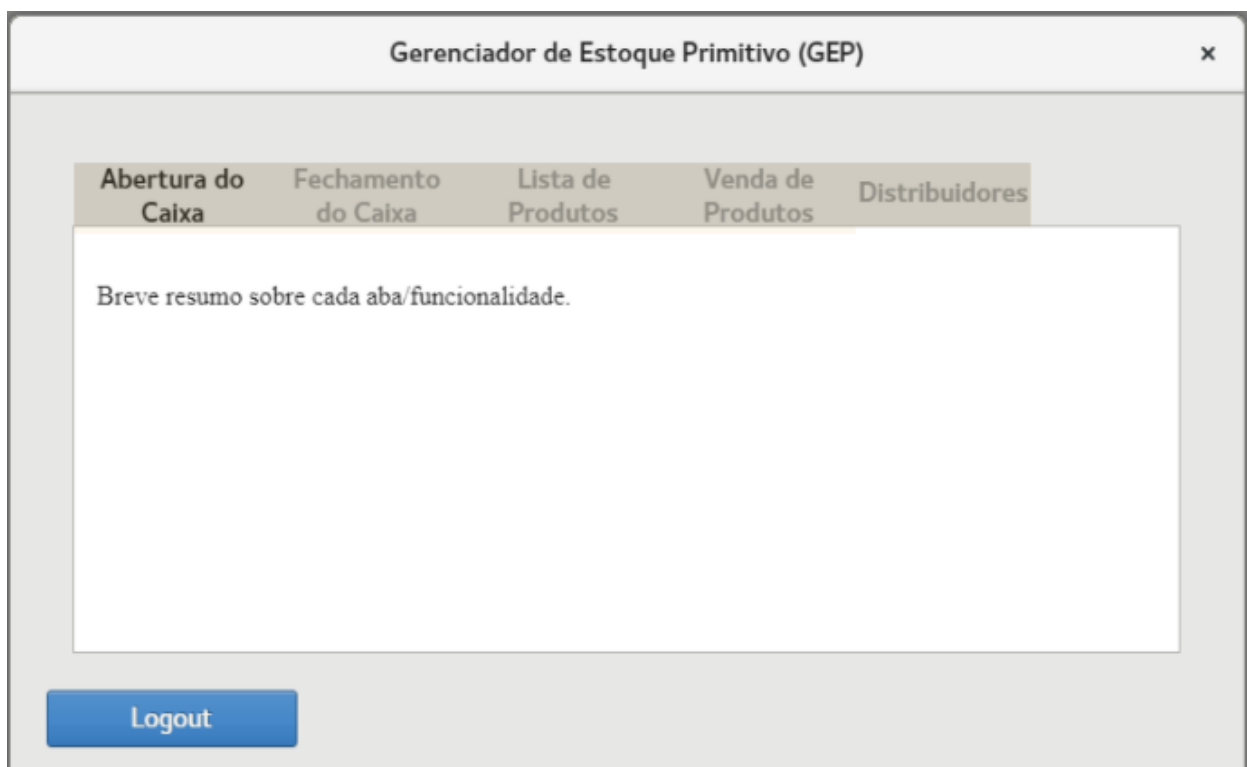 Gerenciador de Estoque Primitivo (GEP) ×
Abertura do Caixa
Fechamento do Caixa
Lista de Produtos
Venda de Produtos
Distribuidores
Breve resumo sobre cada aba/funcionalidade.
Logout